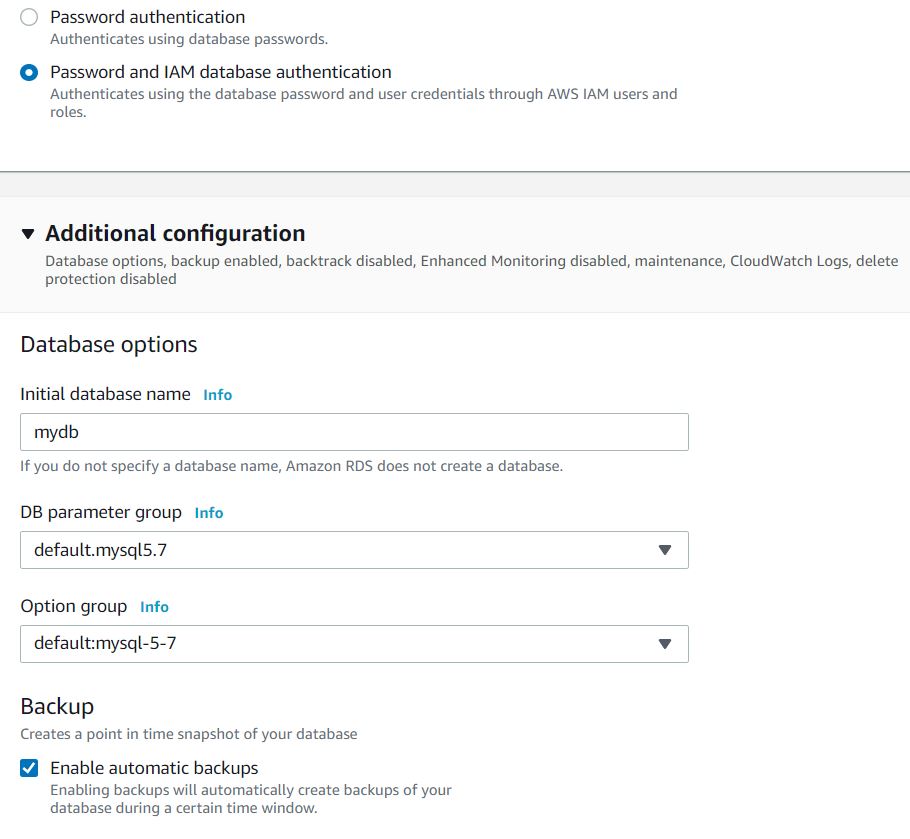 Password authentication
Authenticates using database passwords.
Password and IAM database authentication
Authenticates using the database password and user credentials through AWS IAM users and
roles.
Additional configuration
Database options, backup enabled, backtrack disabled, Enhanced Monitoring disabled, maintenance, CloudWatch Logs, delete
protection disabled
Database options
Initial database name Info
mydb
If you do not specify a database name, Amazon RDS does not create a database.
DB parameter group Info
default.mysql5.7
Option group Info
default:mysql-5-7
Backup
Creates a point in time snapshot of your database
Enable automatic backups
Enabling backups will automatically create backups of your
database during a certain time window.